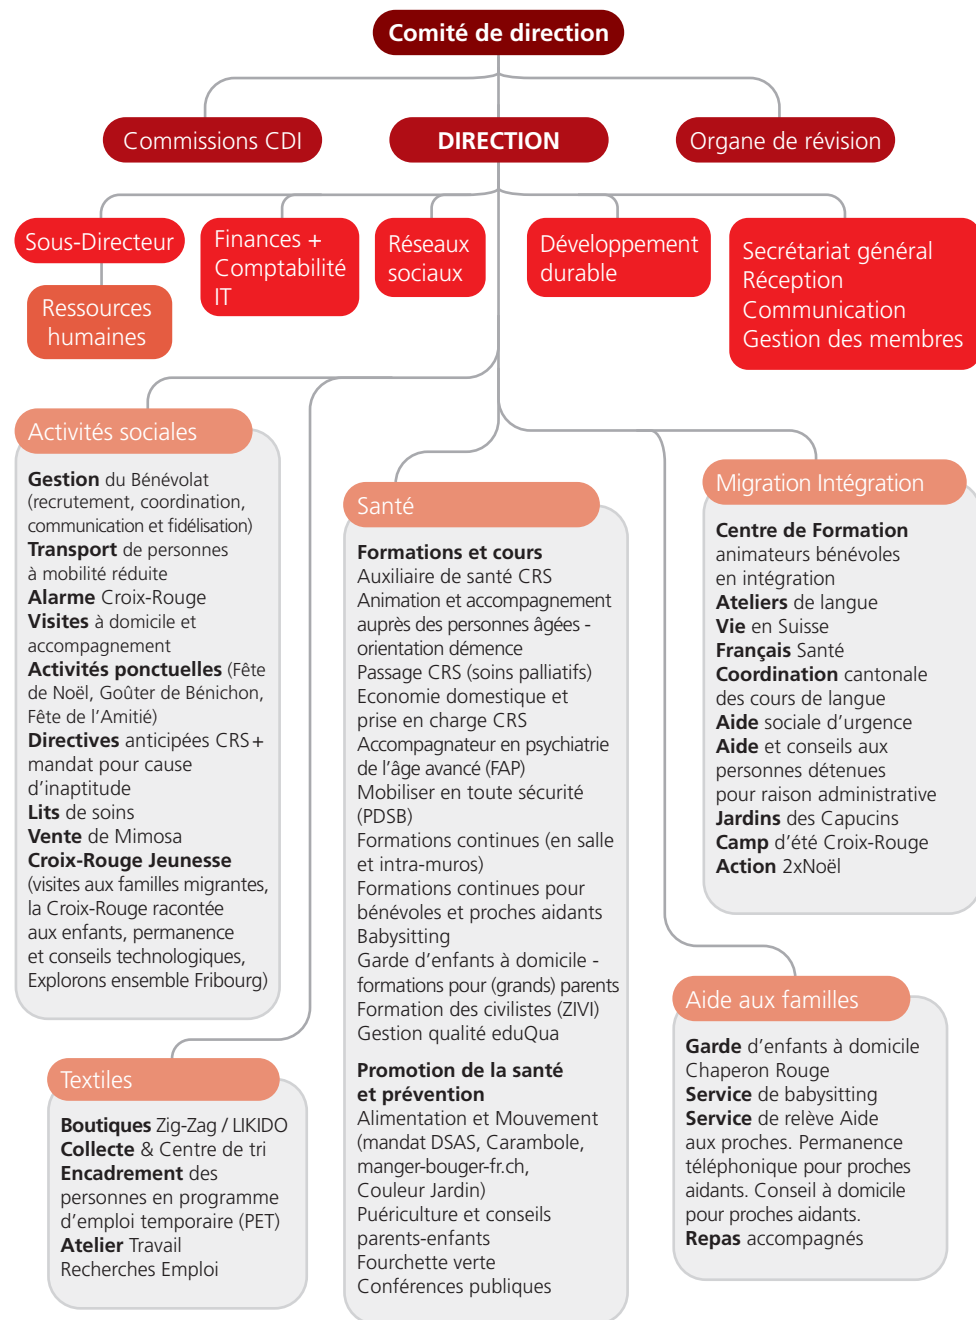 Comité de direction
Commissions CDI
DIRECTION
Organe de révision
Sous-Directeur
Ressources
humaines
Finances +
Comptabilité
IT
Réseaux
sociaux
Développement
durable
Secrétariat général
Réception
Communication
Gestion des membres
Activités sociales
Gestion du Bénévolat
(recrutement, coordination,
communication et fidélisation)
Transport de personnes
à mobilité réduite
Alarme Croix-Rouge
Visites à domicile et
accompagnement
Activités ponctuelles (Fête
de Noël, Goûter de Bénichon,
Fête de l’Amitié)
Directives anticipées CRS+
mandat pour cause
d’inaptitude
Lits de soins
Vente de Mimosa
Croix-Rouge Jeunesse
(visites aux familles migrantes,
la Croix-Rouge racontée
aux enfants, permanence
et conseils technologiques,
Explorons ensemble Fribourg)
Textiles
Boutiques Zig-Zag / LIKIDO
Collecte & Centre de tri
Encadrement des
personnes en programme
d’emploi temporaire (PET)
Atelier Travail
Recherches Emploi
Santé
Formations et cours
Auxiliaire de santé CRS
Animation et accompagnement
auprès des personnes âgées -
orientation démence
Passage CRS (soins palliatifs)
Economie domestique et
prise en charge CRS
Accompagnateur en psychiatrie
de l’âge avancé (FAP)
Mobiliser en toute sécurité
(PDSB)
Formations continues (en salle
et intra-muros)
Formations continues pour
bénévoles et proches aidants
Babysitting
Garde d’enfants à domicile -
formations pour (grands) parents
Formation des civilistes (ZIVI)
Gestion qualité eduQua
Promotion de la santé
et prévention
Alimentation et Mouvement
(mandat DSAS, Carambole,
manger-bouger-fr.ch,
Couleur Jardin)
Puériculture et conseils
parents-enfants
Fourchette verte
Conférences publiques
Migration Intégration
Centre de Formation
animateurs bénévoles
en intégration
Ateliers de langue
Vie en Suisse
Français Santé
Coordination cantonale
des cours de langue
Aide sociale d’urgence
Aide et conseils aux
personnes détenues
pour raison administrative
Jardins des Capucins
Camp d’été Croix-Rouge
Action 2xNoël
Aide aux familles
Garde d’enfants à domicile
Chaperon Rouge
Service de babysitting
Service de relève Aide
aux proches. Permanence
téléphonique pour proches
aidants. Conseil à domicile
pour proches aidants.
Repas accompagnés